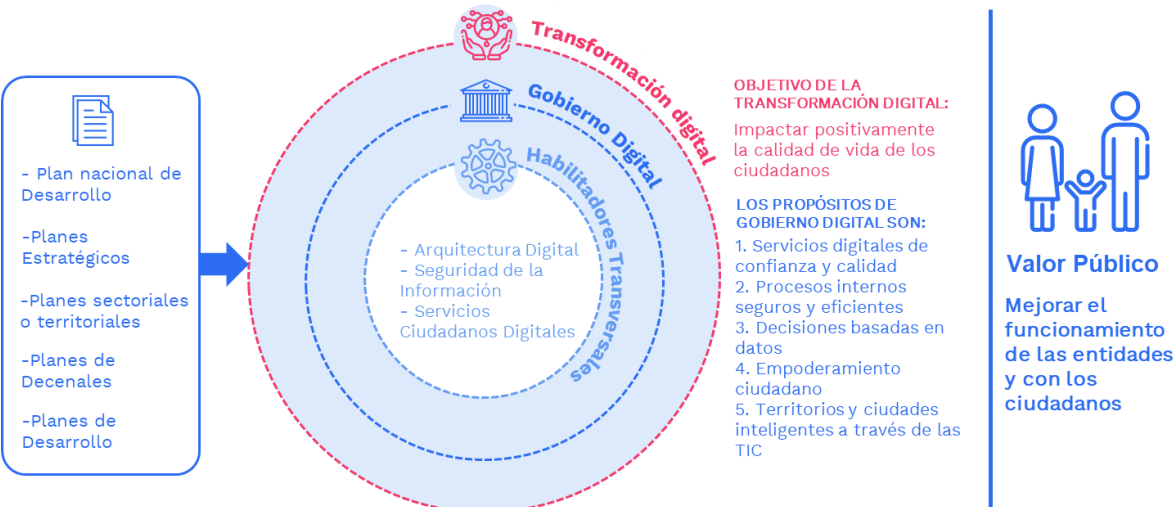 - Plan nacional de
Desarrollo
-Planes
Estratégicos
-Planes sectoriales
o territoriales
-Planes de
Decenales
-Planes de
Desarrollo
Transformación digital
Gobierno Digital
Habilitadores Transversales
- Arquitectura Digital
- Seguridad de la
Información
- Servicios
Ciudadanos Digitales
OBJETIVO DE LA
TRANSFORMACIÓN DIGITAL:
Impactar positivamente
la calidad de vida de los
ciudadanos
LOS PROPÓSITOS DE
GOBIERNO DIGITAL SON:
1. Servicios digitales de
confianza y calidad
2. Procesos internos
seguros y eficientes
3. Decisiones basadas en
datos
4. Empoderamiento
ciudadano
5. Territorios y ciudades
inteligentes a través de las
TIC
Valor Público
Mejorar el
funcionamiento
de las entidades
y con los
ciudadanos